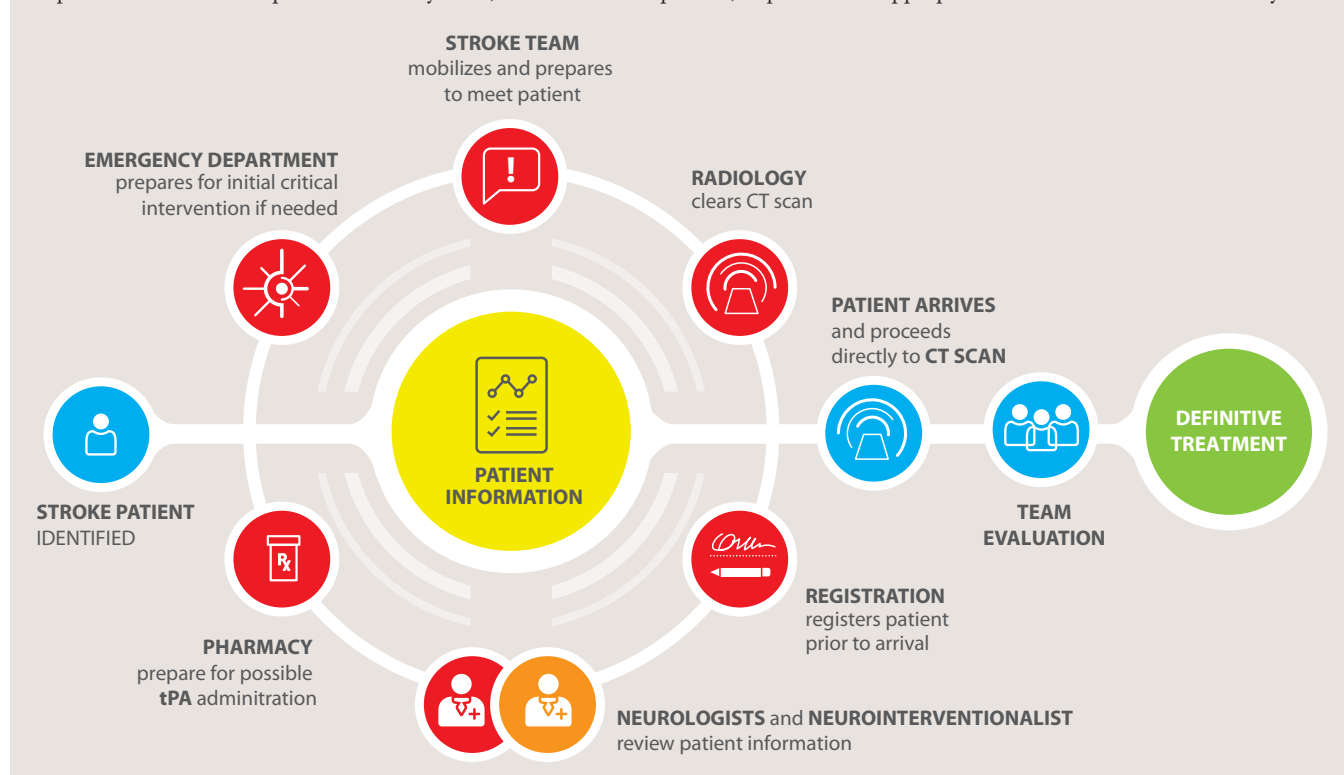 STROKE TEAM
mobilizes and prepares
to meet patient
EMERGENCY DEPARTMENT
prepares for initial critical
intervention if needed
!
RADIOLOGY
clears CT scan
PATIENT ARRIVES
and proceeds
directly to CT SCAN
PATIENT
INFORMATION
DEFINITIVE
TREATMENT
STROKE PATIENT
IDENTIFIED
TEAM
EVALUATION
Rx
REGISTRATION
registers patient
prior to arrival
PHARMACY
prepare for possible
tPA adminitration
NEUROLOGISTS and NEUROINTERVENTIONALIST
review patient information